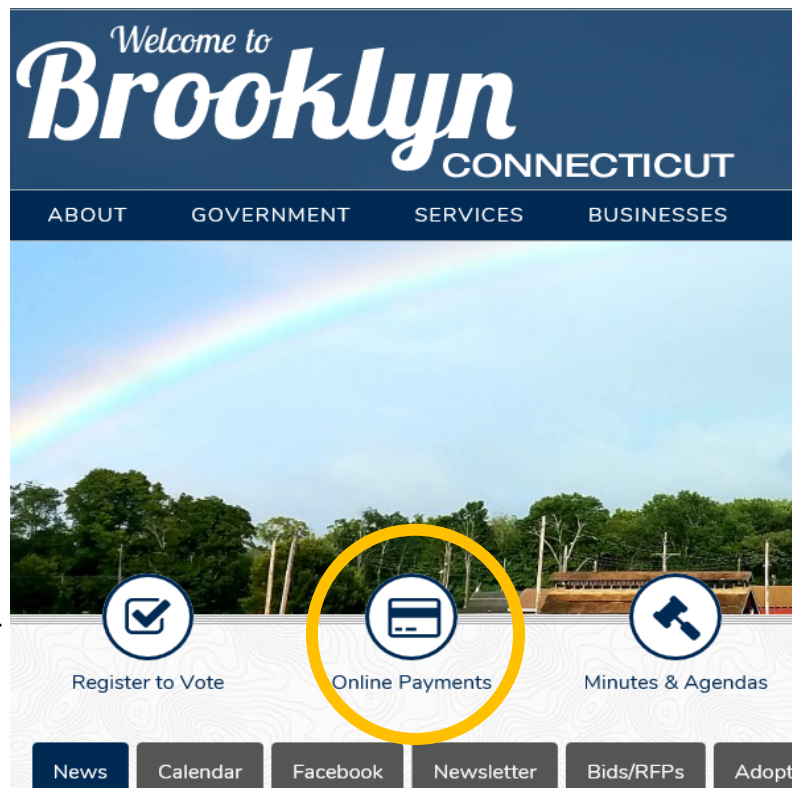 Welcome to
Brooklyn
CONNECTICUT
ABOUT GOVERNMENT SERVICES BUSINESSES
Register to Vote Online Payments Minutes & Agendas
News Calendar Facebook Newsletter Bids/RFPs Adopt